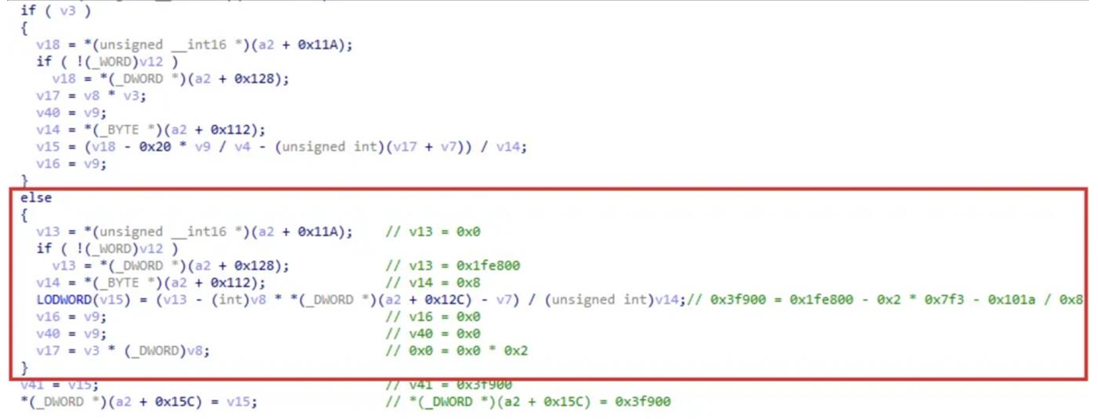 if ( v3 )
{
v18 = *(unsigned __int16 *)(a2 + 0x11A);
if ( !(_WORD)v12 )
v18 = *(_DWORD *)(a2 + 0x128);
v17 = v8 * v3;
v40 = v9;
v14 = *(_BYTE *)(a2 + 0x112);
v15 = (v18 - 0x20 * v9 / v4 - (unsigned int)(v17 + v7)) / v14;
v16 = v9;
}
else
{
v13 = *(unsigned __int16 *)(a2 + 0x11A); // v13 = 0x0
if ( !(_WORD)v12 )
v13 = *(_DWORD *)(a2 + 0x128); // v13 = 0x1fe800
v14 = *(_BYTE *)(a2 + 0x112); // v14 = 0x8
LODWORD(v15) = (v13 - (int)v8 * *(_DWORD *)(a2 + 0x12C) - v7) / (unsigned int)v14;// 0x3f900 = 0x1fe800 - 0x2 * 0x7f3 - 0x101a / 0x8
v16 = v9; // v16 = 0x0
v40 = v9; // v40 = 0x0
v17 = v3 * (_DWORD)v8; // 0x0 = 0x0 * 0x2
}
v41 = v15; // v41 = 0x3f900
*(_DWORD *)(a2 + 0x15C) = v15; // *(_DWORD *)(a2 + 0x15C) = 0x3f900